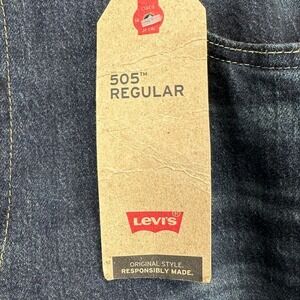 505™
REGULAR
Levi's®
ORIGINAL STYLE.
RESPONSIBLY MADE.